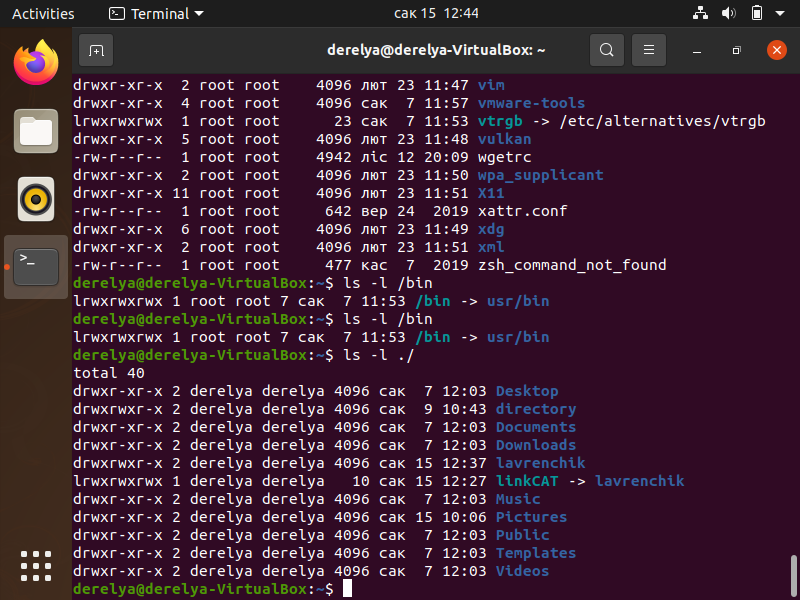 Activities Terminal сак 15 12:44
derelya@derelya-VirtualBox: ~
drwxr-xr-x  2 root root    4096 лют 23 11:47 vim
drwxr-xr-x  4 root root    4096 сак  7 11:57 vmware-tools
lrwxrwxrwx  1 root root      23 сак  7 11:53 vtrgb -> /etc/alternatives/vtrgb
drwxr-xr-x  5 root root    4096 лют 23 11:48 vulkan
-rw-r--r--  1 root root    4942 ліс 12 20:09 wgetrc
drwxr-xr-x  2 root root    4096 лют 23 11:50 wpa_supplicant
drwxr-xr-x 11 root root    4096 лют 23 11:51 X11
-rw-r--r--  1 root root     642 вер 24  2019 xattr.conf
drwxr-xr-x  6 root root    4096 лют 23 11:49 xdg
drwxr-xr-x  2 root root    4096 лют 23 11:51 xml
-rw-r--r--  1 root root     477 кас  7  2019 zsh_command_not_found
derelya@derelya-VirtualBox:~$ ls -l /bin
lrwxrwxrwx 1 root root 7 сак  7 11:53 /bin -> usr/bin
derelya@derelya-VirtualBox:~$ ls -l /bin
lrwxrwxrwx 1 root root 7 сак  7 11:53 /bin -> usr/bin
derelya@derelya-VirtualBox:~$ ls -l ./
total 40
drwxr-xr-x 2 derelya derelya 4096 сак  7 12:03 Desktop
drwxrwxr-x 2 derelya derelya 4096 сак  9 10:43 directory
drwxr-xr-x 2 derelya derelya 4096 сак  7 12:03 Documents
drwxr-xr-x 2 derelya derelya 4096 сак  7 12:03 Downloads
drwxrwxr-x 2 derelya derelya 4096 сак 15 12:37 lavrenchik
lrwxrwxrwx 1 derelya derelya   10 сак 15 12:27 linkCAT -> lavrenchik
drwxr-xr-x 2 derelya derelya 4096 сак  7 12:03 Music
drwxr-xr-x 2 derelya derelya 4096 сак 15 10:06 Pictures
drwxr-xr-x 2 derelya derelya 4096 сак  7 12:03 Public
drwxr-xr-x 2 derelya derelya 4096 сак  7 12:03 Templates
drwxr-xr-x 2 derelya derelya 4096 сак  7 12:03 Videos
derelya@derelya-VirtualBox:~$